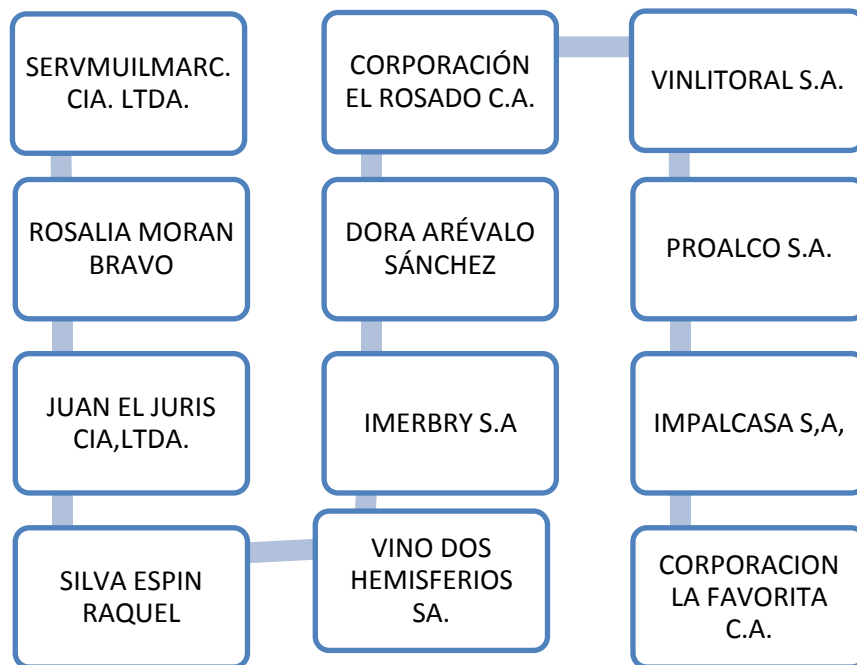 SERVMUILMARC.
CIA. LTDA.
ROSALIA MORAN
BRAVO
JUAN EL JURIS
CIA,LTDA.
SILVA ESPIN
RAQUEL
VINO DOS
HEMISFERIOS
SA.
IMERBRY S.A
DORA ARÉVALO
SÁNCHEZ
CORPORACIÓN
EL ROSADO C.A.
VINLITORAL S.A.
PROALCO S.A.
IMPALCASA S,A,
CORPORACION
LA FAVORITA
C.A.